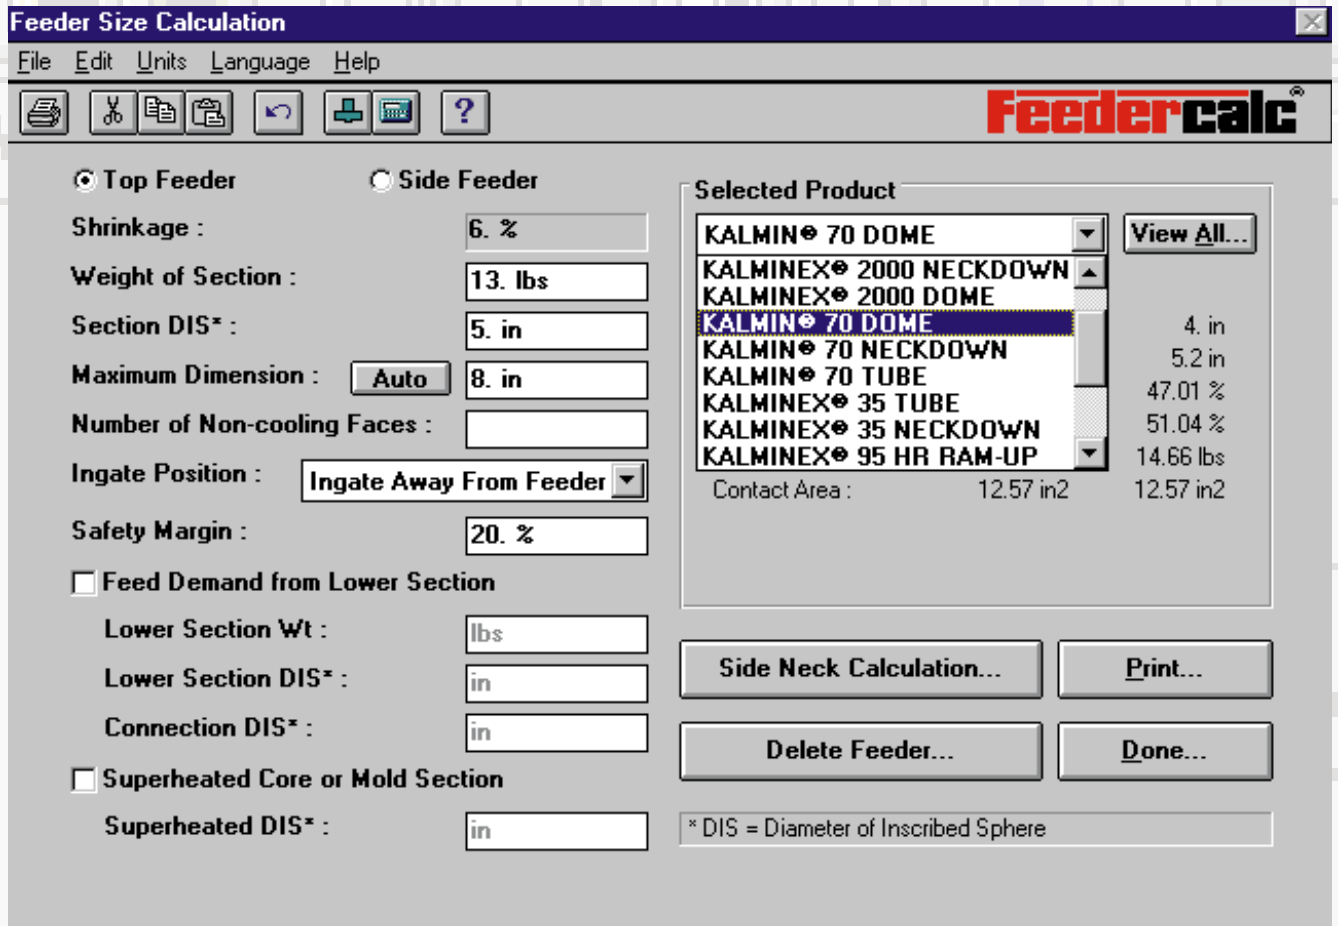 Feeder Size Calculation
File Edit Units Language Help
? Feedercalc®
Top Feeder Side Feeder
Shrinkage : 6. %
Weight of Section : 13. lbs
Section DIS* : 5. in
Maximum Dimension : Auto 8. in
Number of Non-cooling Faces :
Ingate Position : Ingate Away From Feeder
Safety Margin : 20. %
Feed Demand from Lower Section
Lower Section Wt : lbs
Lower Section DIS* : in
Connection DIS* : in
Superheated Core or Mold Section
Superheated DIS* : in
Selected Product
KALMIN® 70 DOME View All...
KALMINEX® 2000 NECKDOWN
KALMINEX® 2000 DOME
KALMIN® 70 DOME 4. in
KALMIN® 70 NECKDOWN 5.2 in
KALMIN® 70 TUBE 47.01 %
KALMINEX® 35 TUBE
KALMINEX® 35 NECKDOWN 51.04 %
KALMINEX® 95 HR RAM-UP 14.66 lbs
Contact Area : 12.57 in2 12.57 in2
Side Neck Calculation... Print...
Delete Feeder... Done...
* DIS = Diameter of Inscribed Sphere